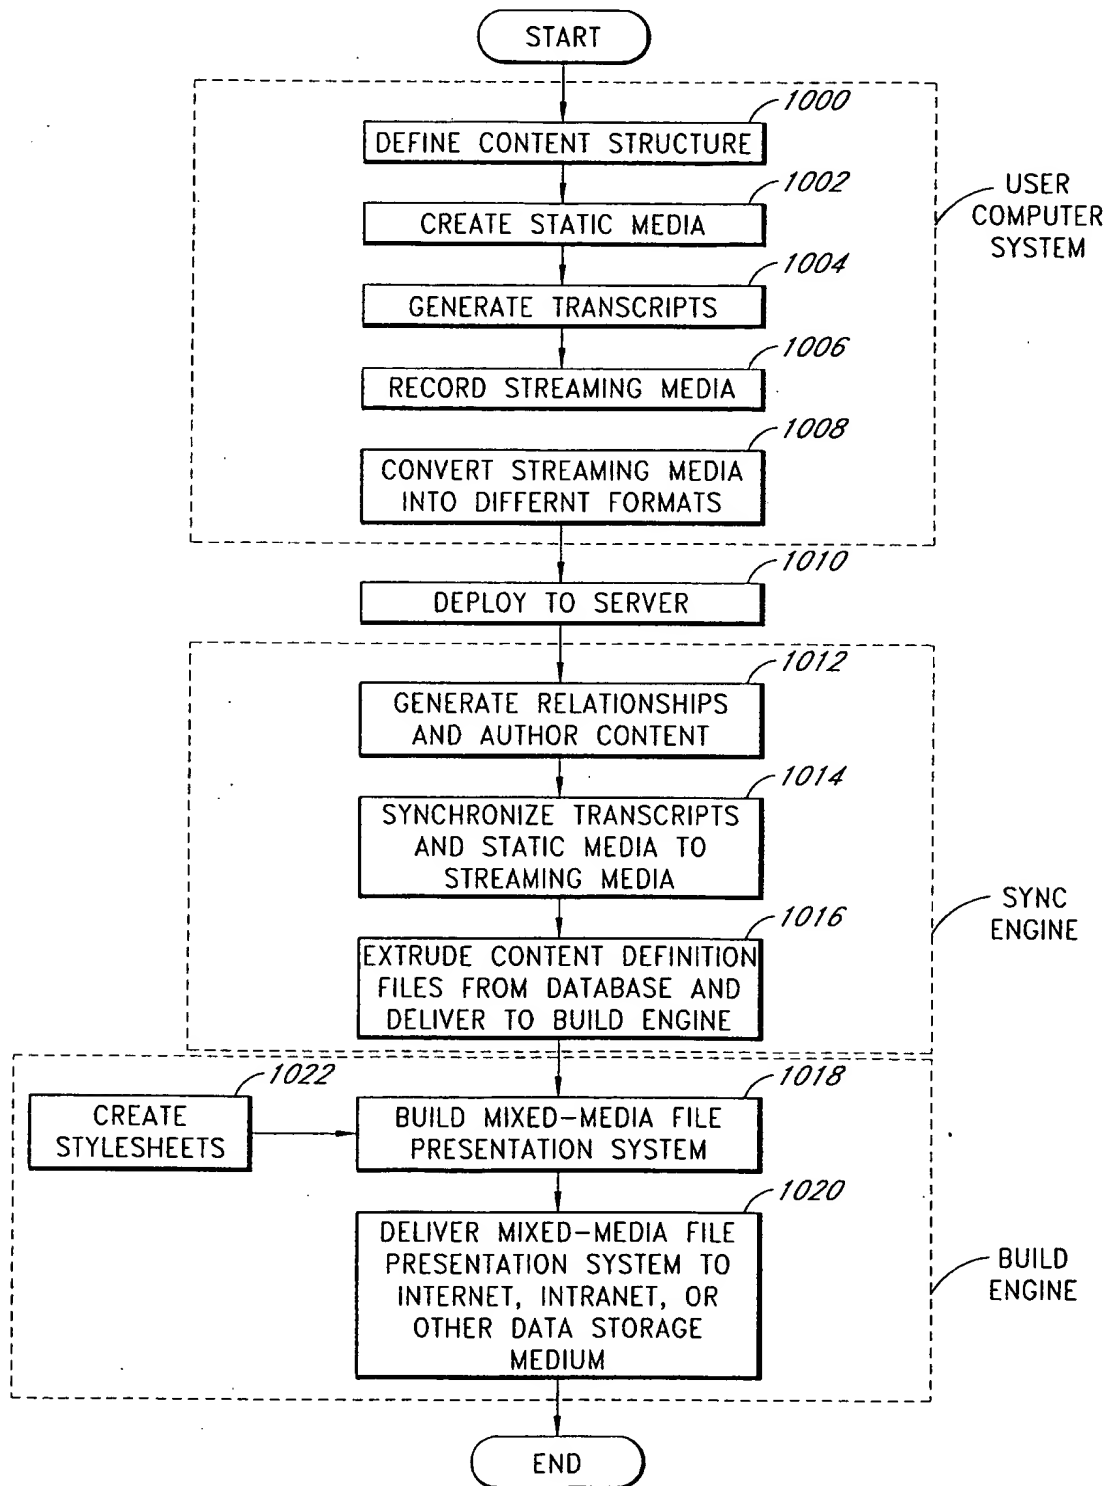 START
1000
DEFINE CONTENT STRUCTURE
1002
CREATE STATIC MEDIA
USER
COMPUTER
SYSTEM
1004
GENERATE TRANSCRIPTS
1006
RECORD STREAMING MEDIA
1008
CONVERT STREAMING MEDIA
INTO DIFFERNT FORMATS
1010
DEPLOY TO SERVER
1012
GENERATE RELATIONSHIPS
AND AUTHOR CONTENT
1014
SYNCHRONIZE TRANSCRIPTS
AND STATIC MEDIA TO
STREAMING MEDIA
SYNC
ENGINE
1016
EXTRUDE CONTENT DEFINITION
FILES FROM DATABASE AND
DELIVER TO BUILD ENGINE
1022
CREATE
STYLESHEETS
1018
BUILD MIXED-MEDIA FILE
PRESENTATION SYSTEM
1020
DELIVER MIXED-MEDIA FILE
PRESENTATION SYSTEM TO
INTERNET, INTRANET, OR
OTHER DATA STORAGE
MEDIUM
BUILD
ENGINE
END